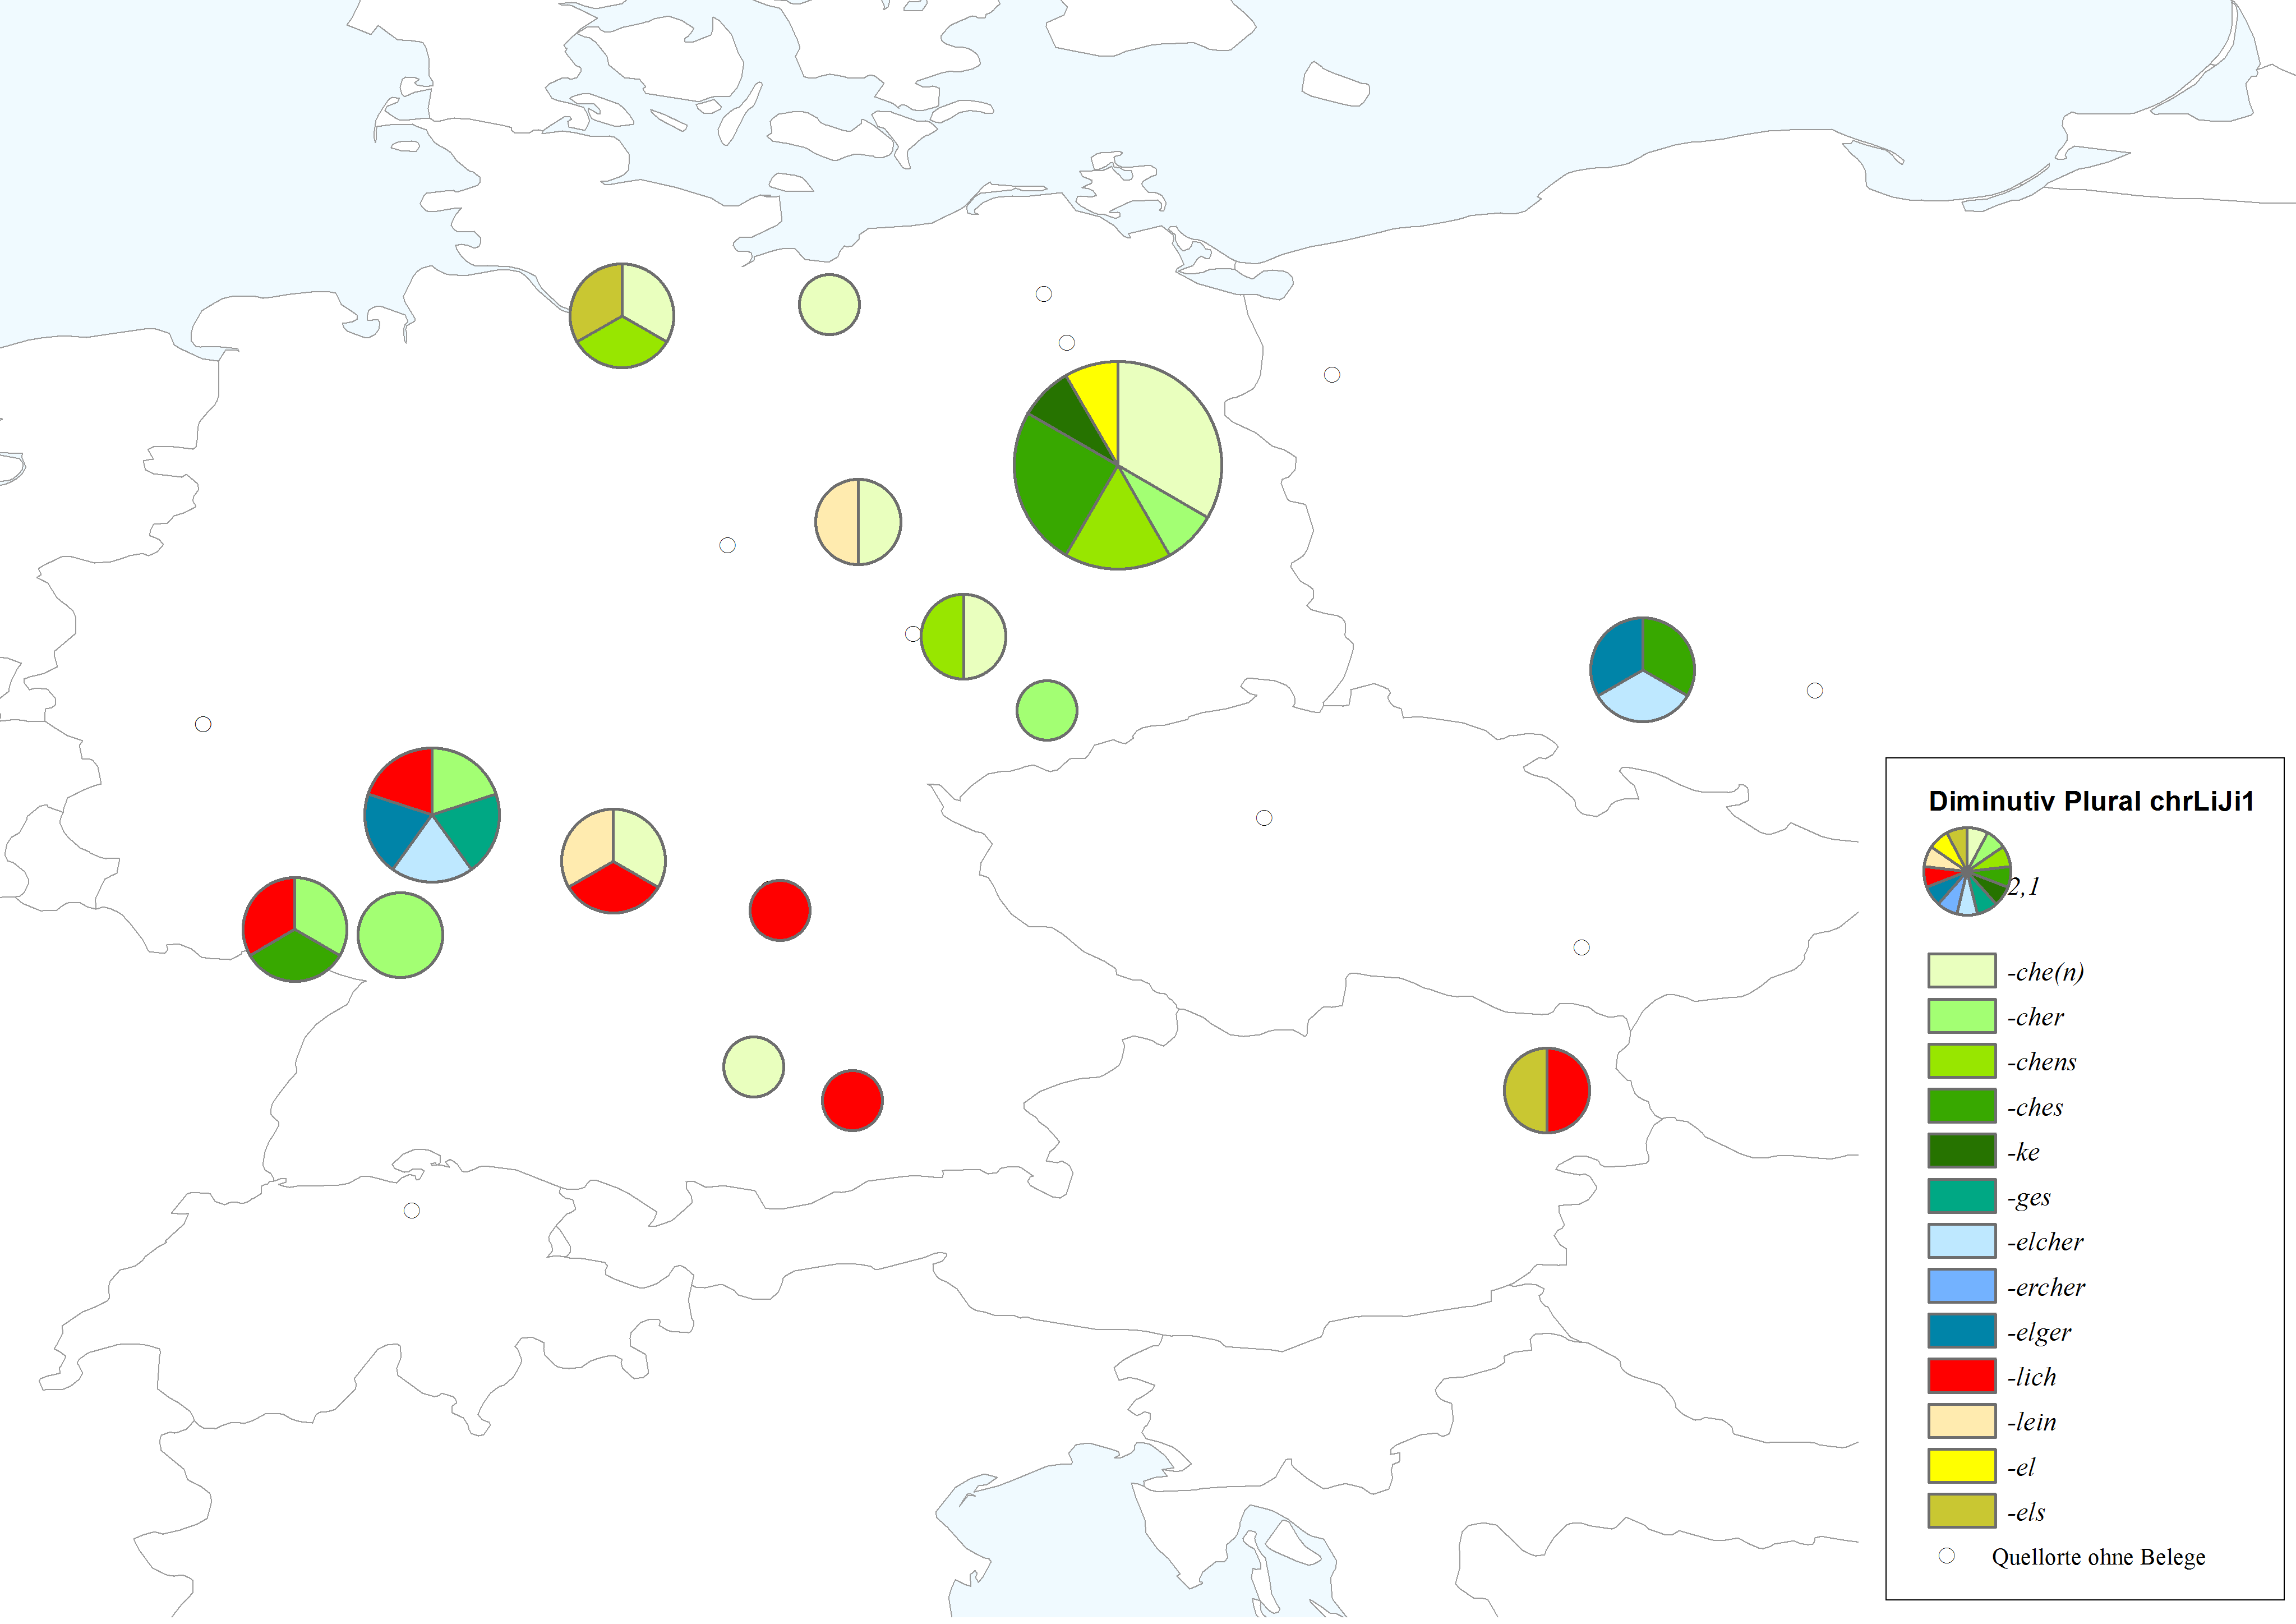 Diminutiv Plural chrLiJi1
2,1
-che(n)
-cher
-chens
-ches
-ke
-ges
-elcher
-ercher
-elger
-lich
-lein
-el
-els
Quellorte ohne Belege